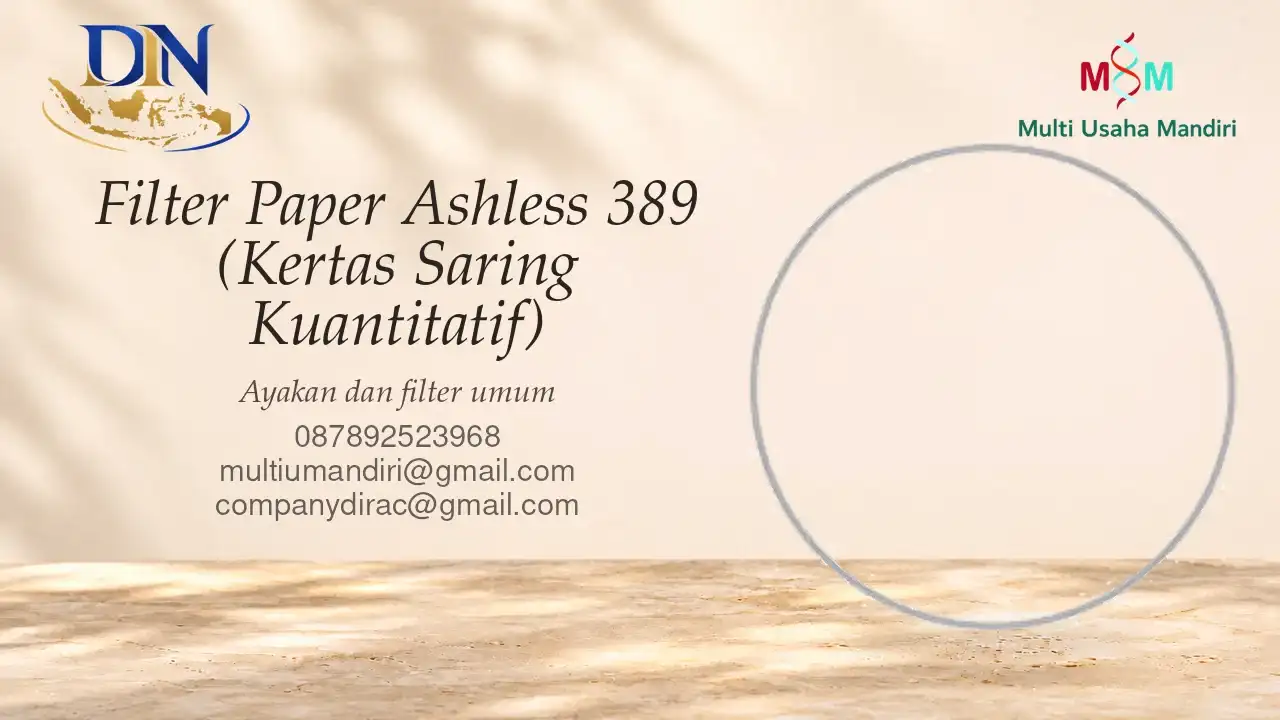 DN
M M
Multi Usaha Mandiri
Filter Paper Ashless 389
(Kertas Saring
Kuantitatif)
Ayakan dan filter umum
087892523968
multiumandiri@gmail.com
companydirac@gmail.com